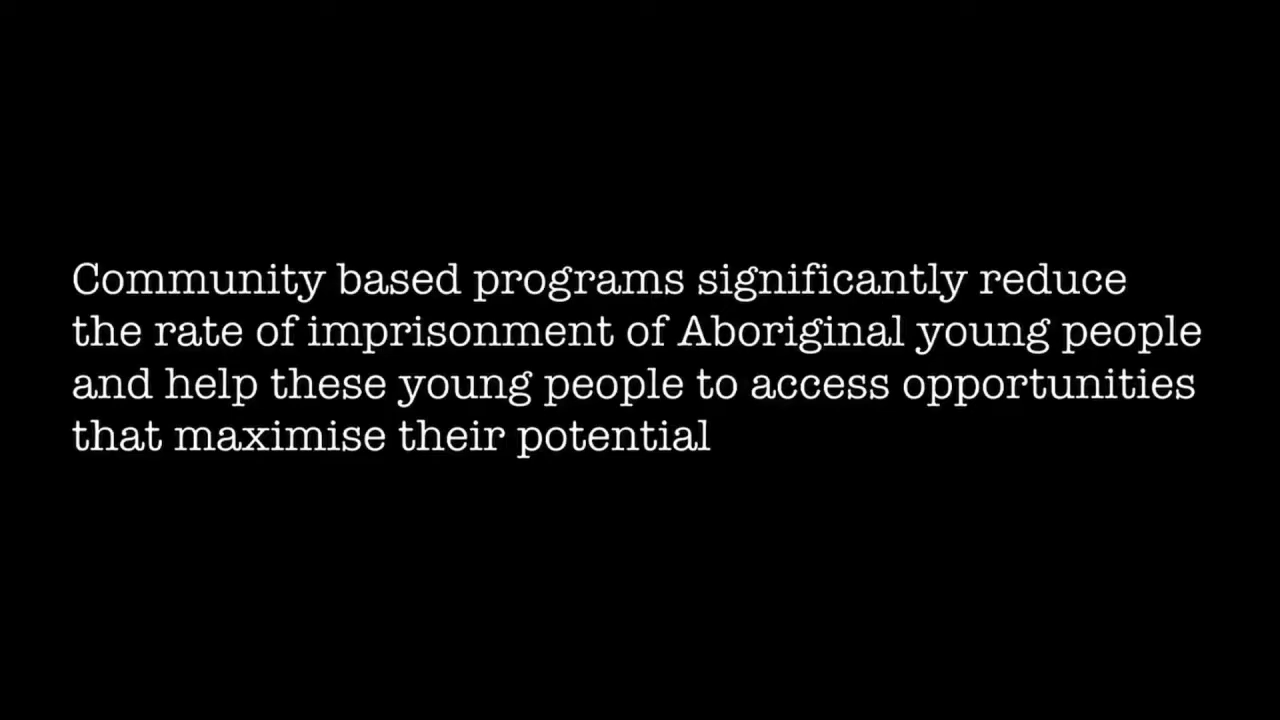 Community based programs significantly reduce
the rate of imprisonment of Aboriginal young people
and help these young people to access opportunities
that maximise their potential